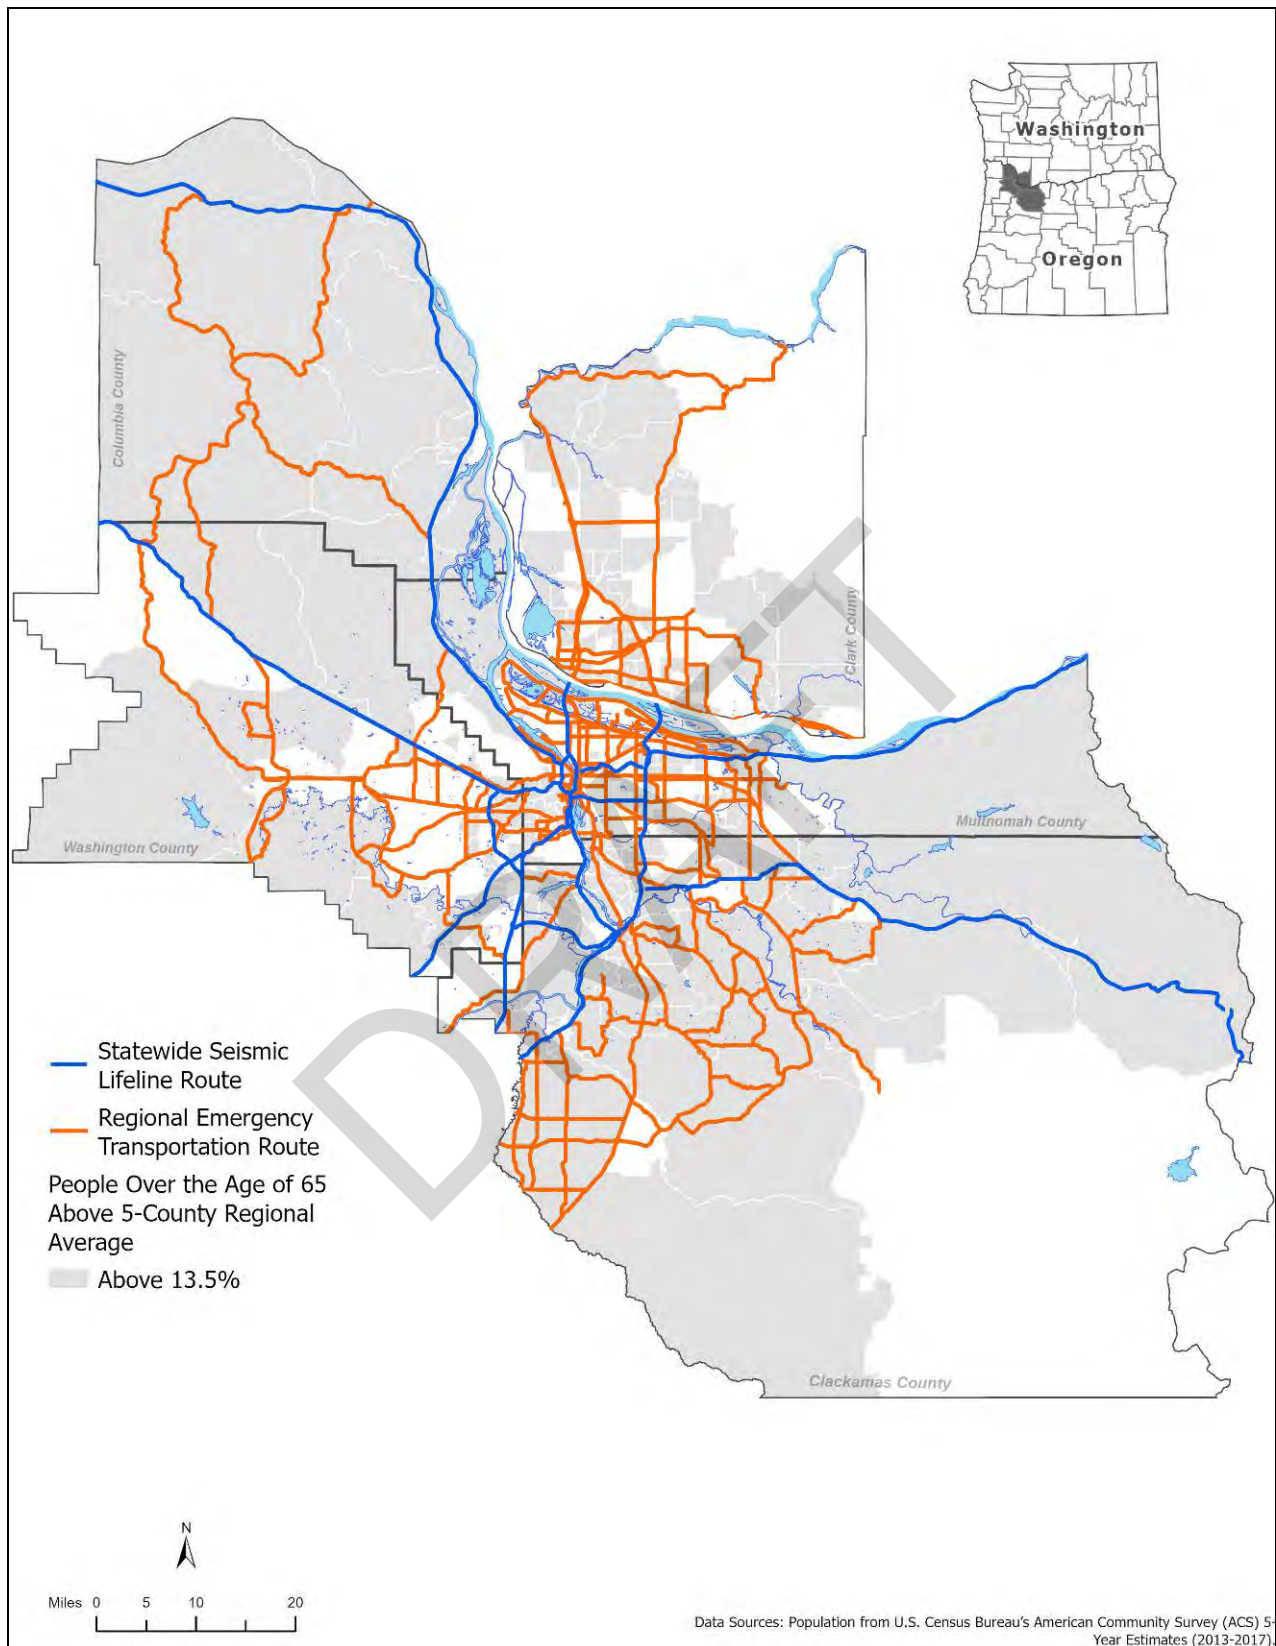 Washington
Oregon
Columbia County
Clark County
Multnomah County
Washington County
DRAFT
Statewide Seismic
Lifeline Route
Regional Emergency
Transportation Route
People Over the Age of 65
Above 5-County Regional
Average
Above 13.5%
Clackamas County
N
Miles 0 5 10 20
Data Sources: Population from U.S. Census Bureau's American Community Survey (ACS) 5-
Year Estimates (2013-2017)